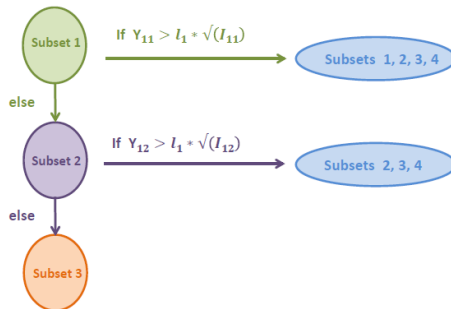 Subset 1
If Y₁₁ > l₁ * √(I₁₁)
Subsets 1, 2, 3, 4
else
Subset 2
If Y₁₂ > l₁ * √(I₁₂)
Subsets 2, 3, 4
else
Subset 3